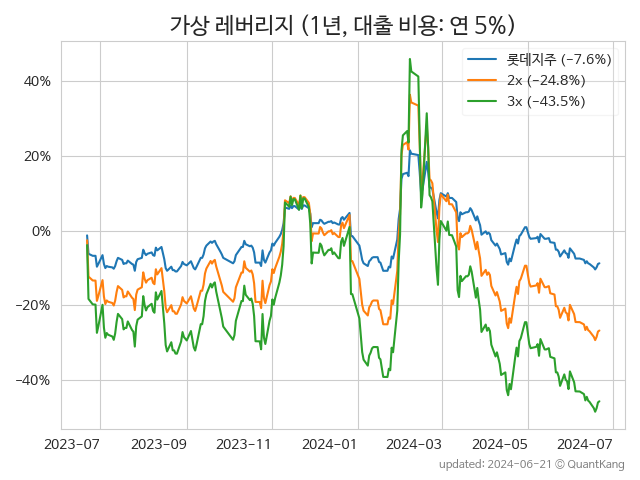 가상 레버리지 (1년, 대출 비용: 연 5%)
롯데지주 (−7.6%)
2x (−24.8%)
3x (−43.5%)
40%
20%
0%
−20%
−40%
2023-07 2023-09 2023-11 2024-01 2024-03 2024-05 2024-07
updated: 2024-06-21 © QuantKang